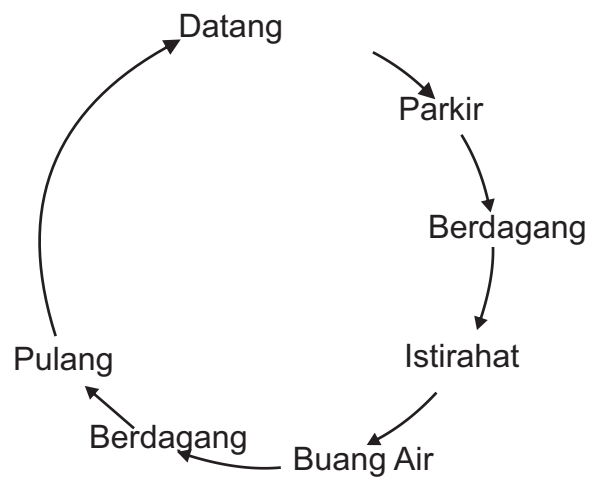 Datang
Parkir
Berdagang
Istirahat
Buang Air
Berdagang
Pulang